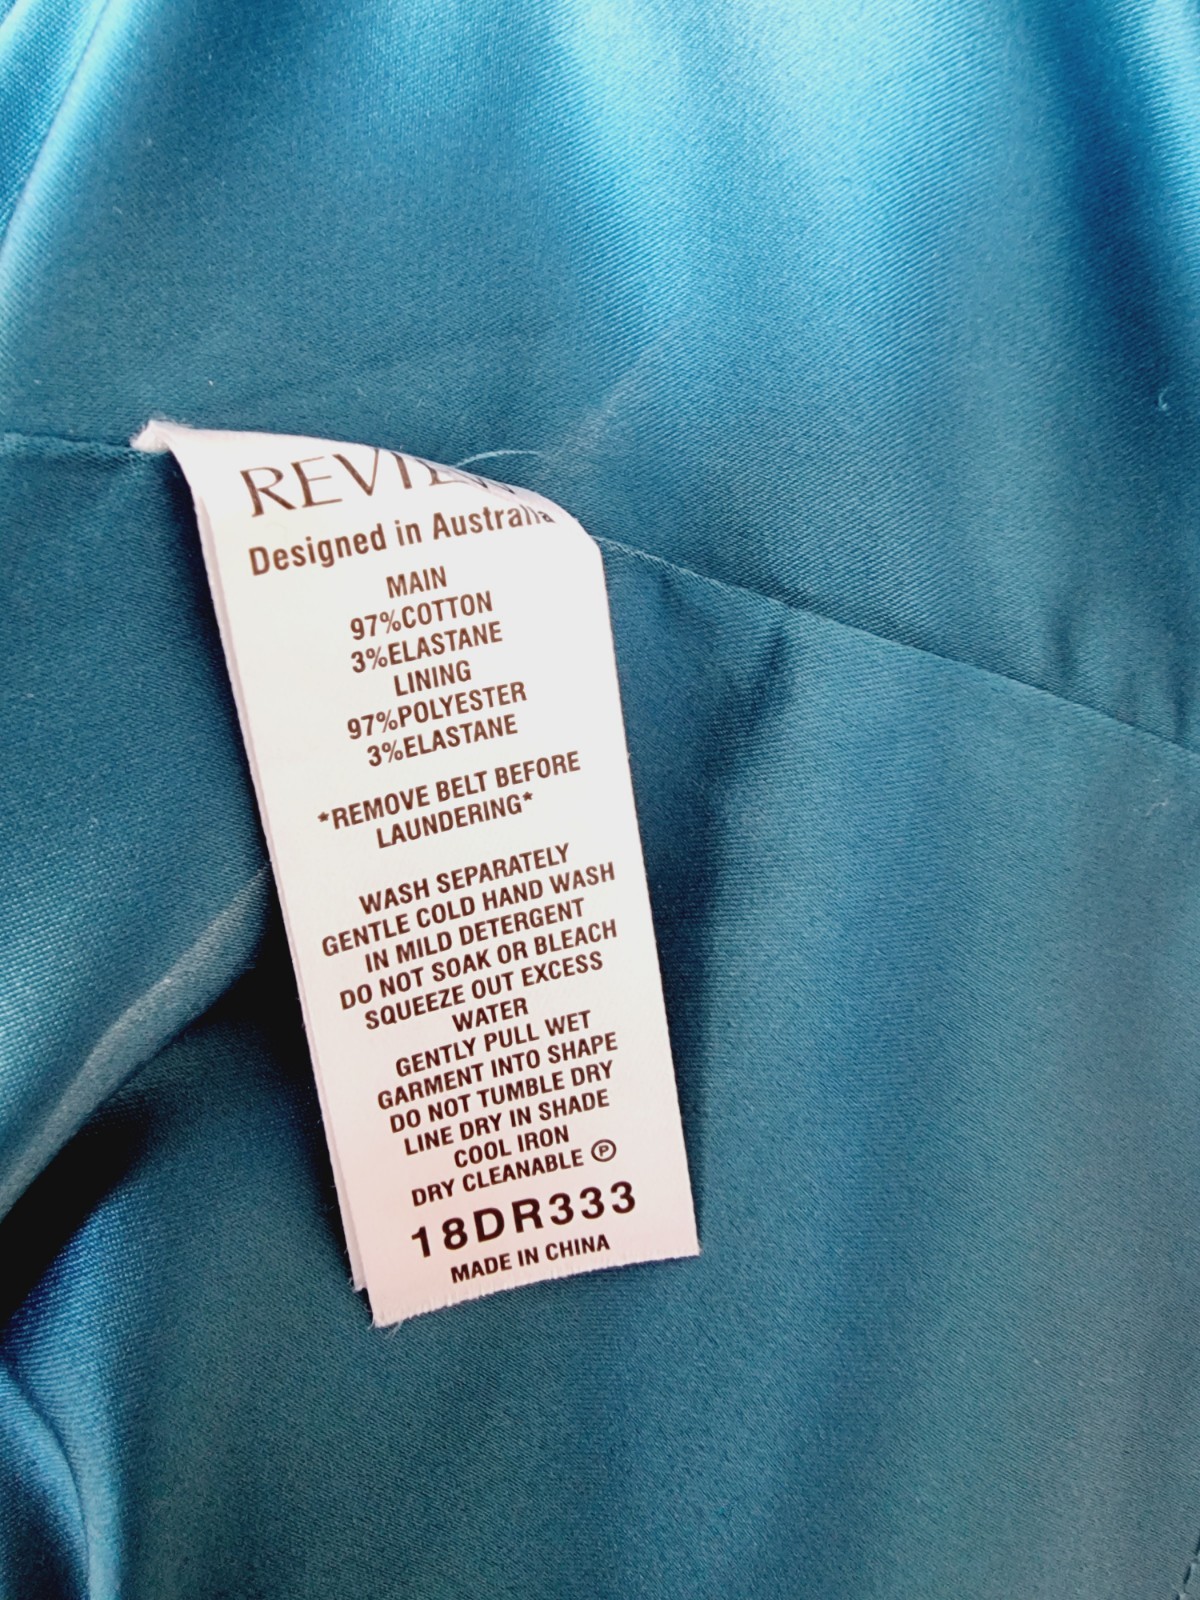 REVIEW
Designed in Australia
MAIN
97%COTTON
3%ELASTANE
LINING
97%POLYESTER
3%ELASTANE
*REMOVE BELT BEFORE
LAUNDERING*
WASH SEPARATELY
GENTLE COLD HAND WASH
IN MILD DETERGENT
DO NOT SOAK OR BLEACH
SQUEEZE OUT EXCESS
WATER
GENTLY PULL WET
GARMENT INTO SHAPE
DO NOT TUMBLE DRY
LINE DRY IN SHADE
COOL IRON
DRY CLEANABLE Ⓟ
18DR333
MADE IN CHINA